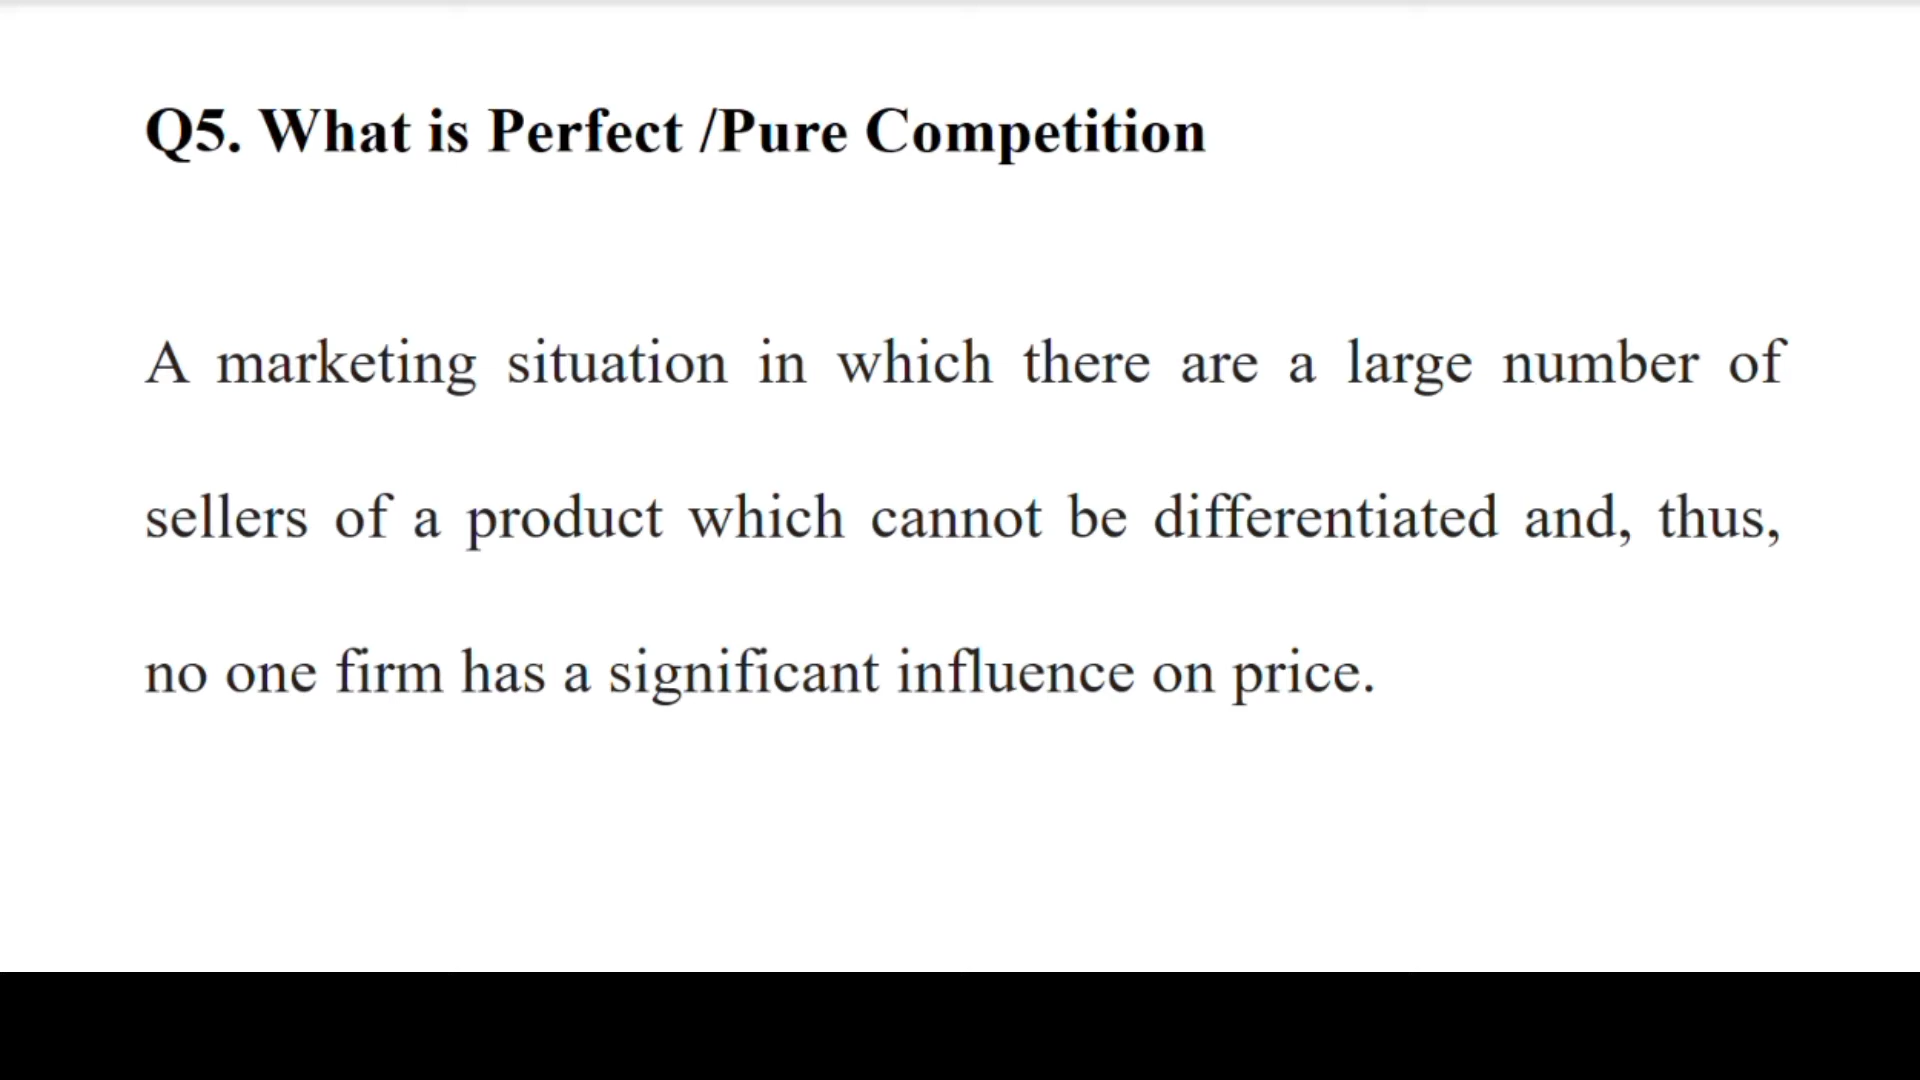 Q5. What is Perfect /Pure Competition
A marketing situation in which there are a large number of
sellers of a product which cannot be differentiated and, thus,
no one firm has a significant influence on price.